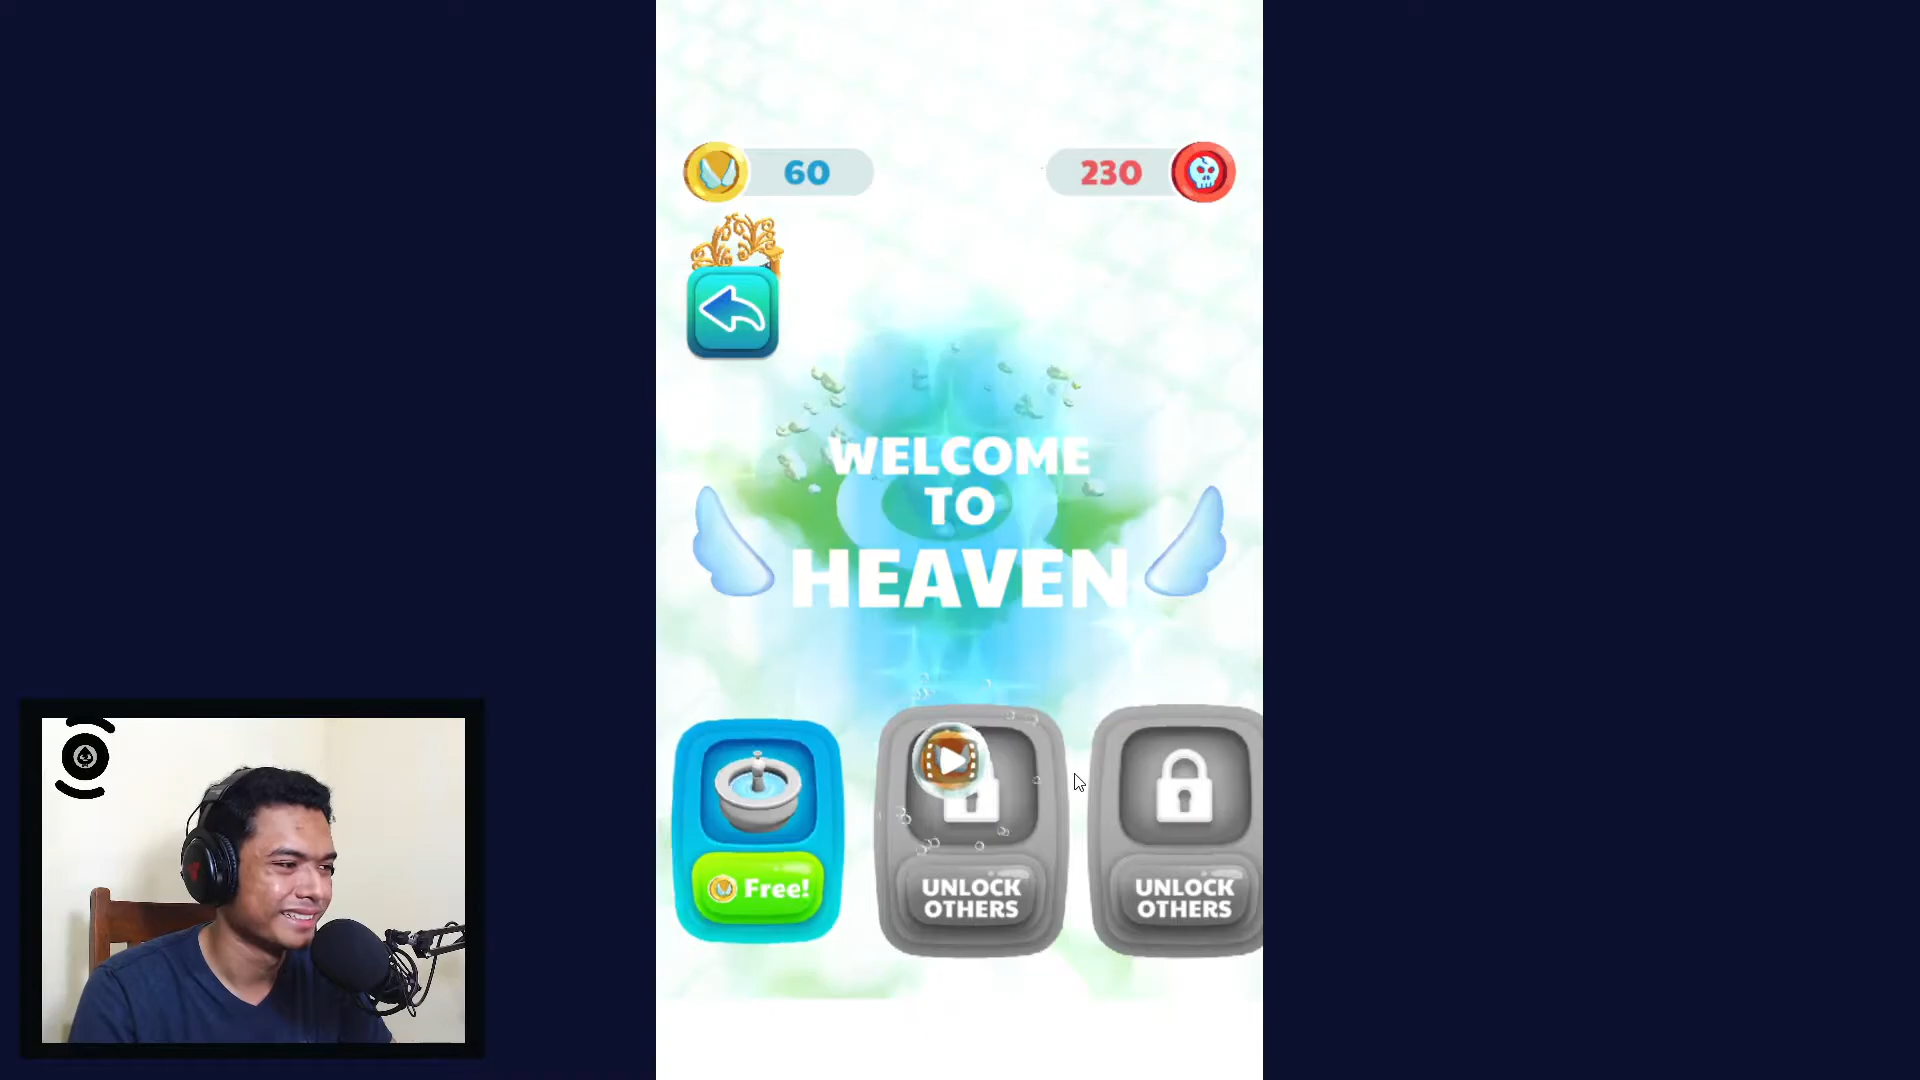 60
230
WELCOME
TO
HEAVEN
Free!
UNLOCK
OTHERS
UNLOCK
OTHERS